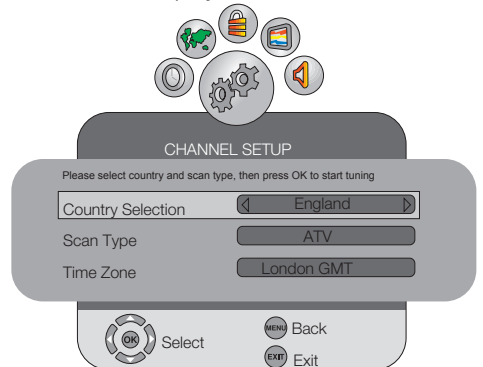 CHANNEL SETUP
Please select country and scan type, then press OK to start tuning
Country Selection England
Scan Type ATV
Time Zone London GMT
OK Select
MENU Back
EXIT Exit